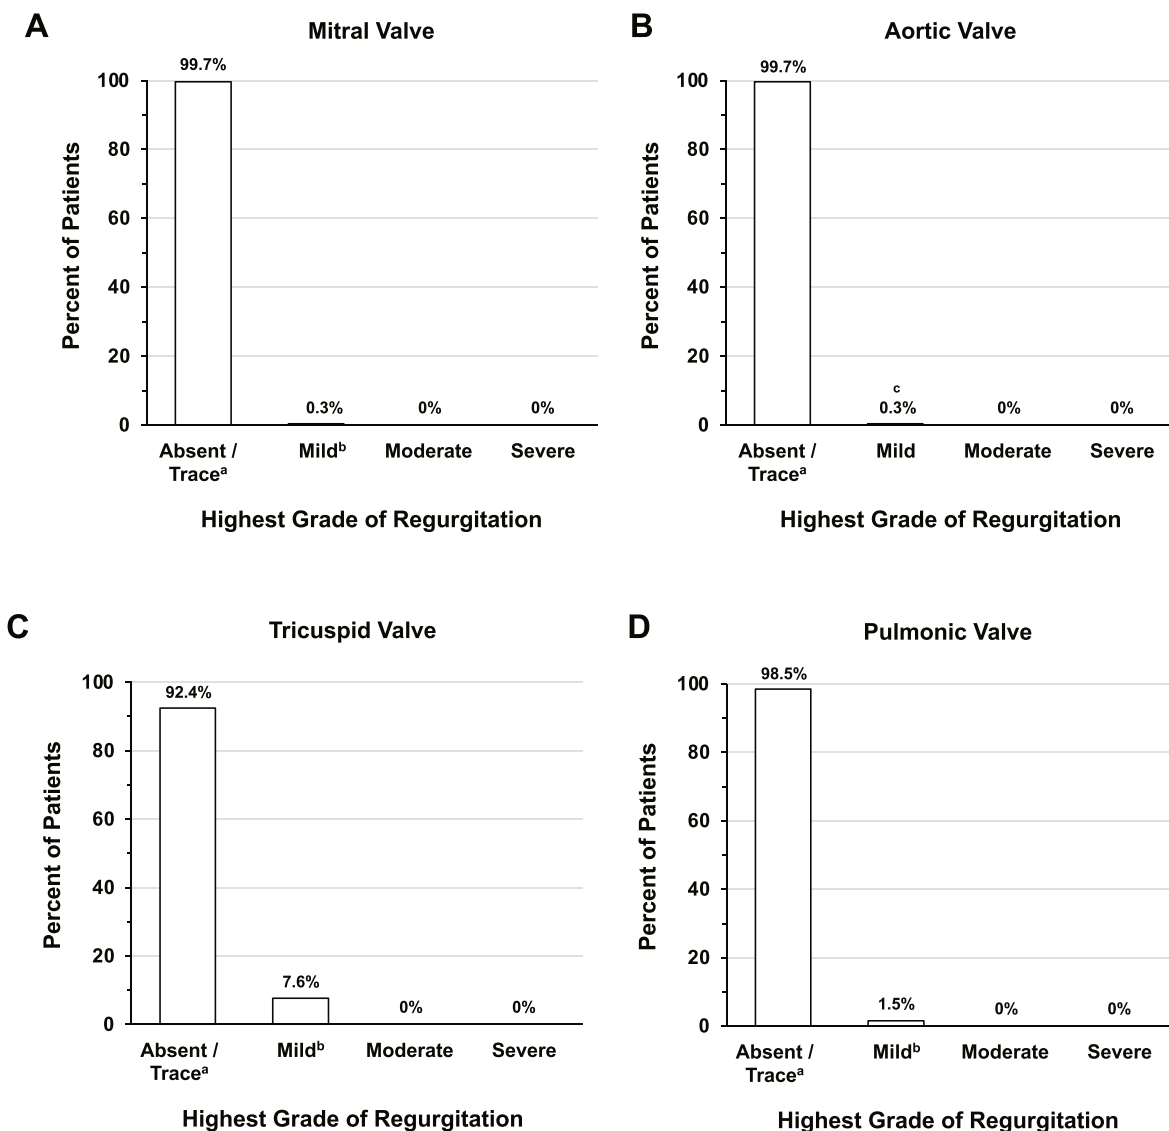 A
Mitral Valve
Percent of Patients
100
80
60
40
20
0
99.7%
0.3%
0%
0%
Absent / Mildᵇ Moderate Severe
Traceᵃ
Highest Grade of Regurgitation
B
Aortic Valve
Percent of Patients
100
80
60
40
20
0
99.7%
c
0.3%
0%
0%
Absent / Mild Moderate Severe
Traceᵃ
Highest Grade of Regurgitation
C
Tricuspid Valve
Percent of Patients
100
80
60
40
20
0
92.4%
7.6%
0%
0%
Absent / Mildᵇ Moderate Severe
Traceᵃ
Highest Grade of Regurgitation
D
Pulmonic Valve
Percent of Patients
100
80
60
40
20
0
98.5%
1.5%
0%
0%
Absent / Mildᵇ Moderate Severe
Traceᵃ
Highest Grade of Regurgitation